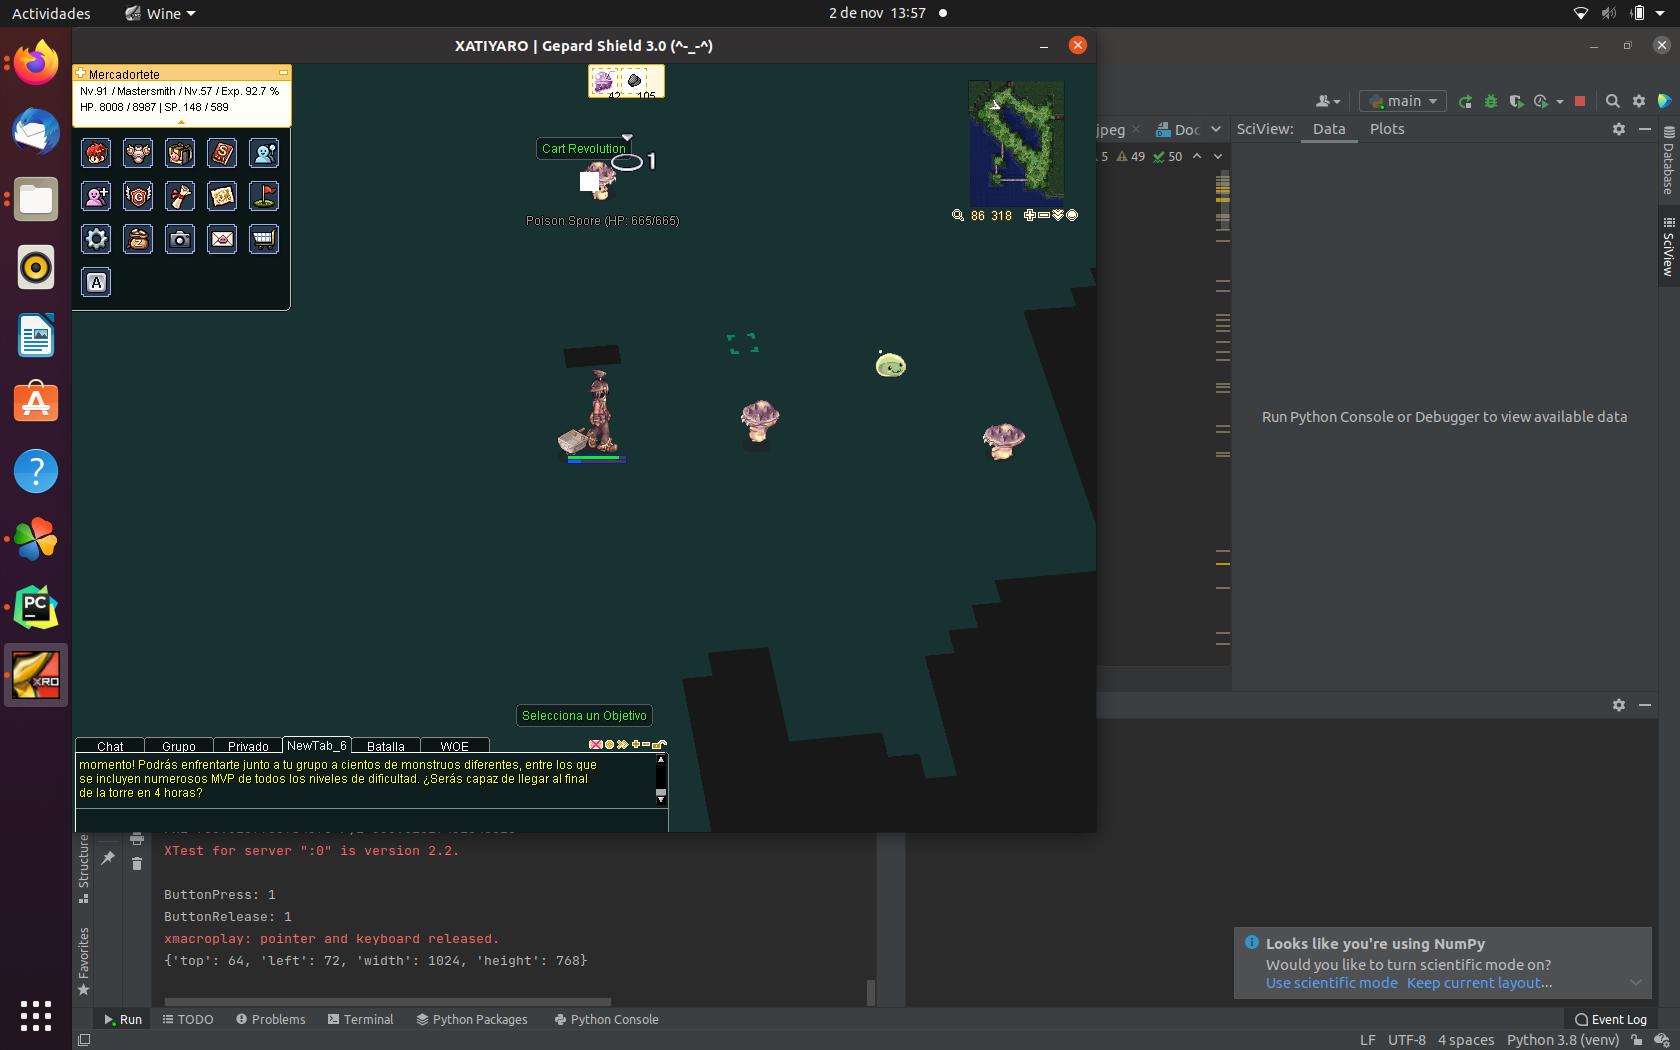 Actividades
Wine
2 de nov 13:57
XATIYARO | Gepard Shield 3.0 (^-_-^)
Mercadortete
Nv.91 / Mastersmith / Nv.57 / Exp. 92.7 %
HP. 8008 / 8987 | SP. 148 / 589
42 105
Cart Revolution
1
Poison Spore (HP: 665/665)
86 318
A
Selecciona un Objetivo
Chat Grupo Privado NewTab_6 Batalla WOE
momento! Podrás enfrentarte junto a tu grupo a cientos de monstruos diferentes, entre los que
se incluyen numerosos MVP de todos los niveles de dificultad. ¿Serás capaz de llegar al final
de la torre en 4 horas?
main
jpeg
Doc
SciView: Data Plots
5 49 50
Database
SciView
Run Python Console or Debugger to view available data
PC
XRO
Structure
Favorites
XTest for server ":0" is version 2.2.
ButtonPress: 1
ButtonRelease: 1
xmacroplay: pointer and keyboard released.
{'top': 64, 'left': 72, 'width': 1024, 'height': 768}
Looks like you're using NumPy
Would you like to turn scientific mode on?
Use scientific mode Keep current layout...
Run TODO Problems Terminal Python Packages Python Console
Event Log
LF UTF-8 4 spaces Python 3.8 (venv)